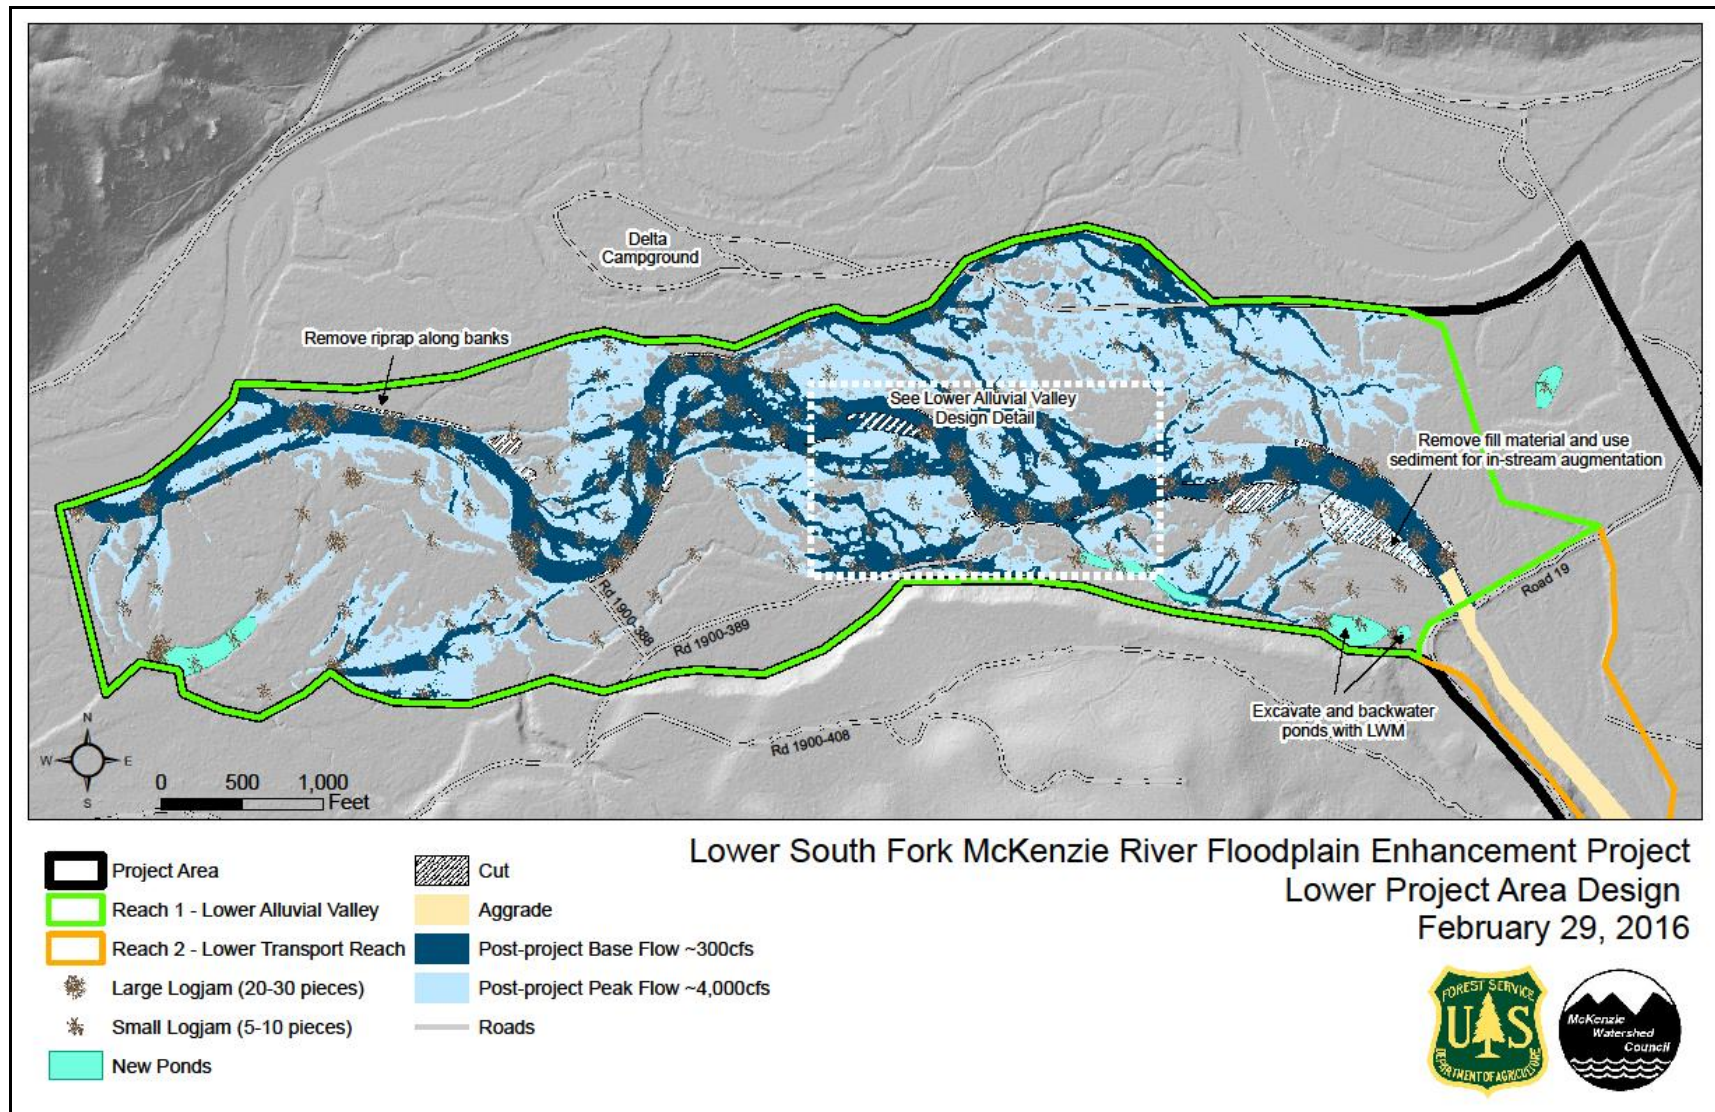 Delta
Campground
Remove riprap along banks
See Lower Alluvial Valley
Design Detail
Remove fill material and use
sediment for in-stream augmentation
Road 19
Rd 1900-388
Rd 1900-389
Excavate and backwater
ponds with LWM
Rd 1900-408
N
W
E
S
0 500 1,000
Feet
Lower South Fork McKenzie River Floodplain Enhancement Project
Lower Project Area Design
February 29, 2016
Project Area
Reach 1 - Lower Alluvial Valley
Reach 2 - Lower Transport Reach
Large Logjam (20-30 pieces)
Small Logjam (5-10 pieces)
New Ponds
Cut
Aggrade
Post-project Base Flow ~300cfs
Post-project Peak Flow ~4,000cfs
Roads
FOREST SERVICE
U S
DEPARTMENT OF AGRICULTURE
McKenzie
Watershed
Council